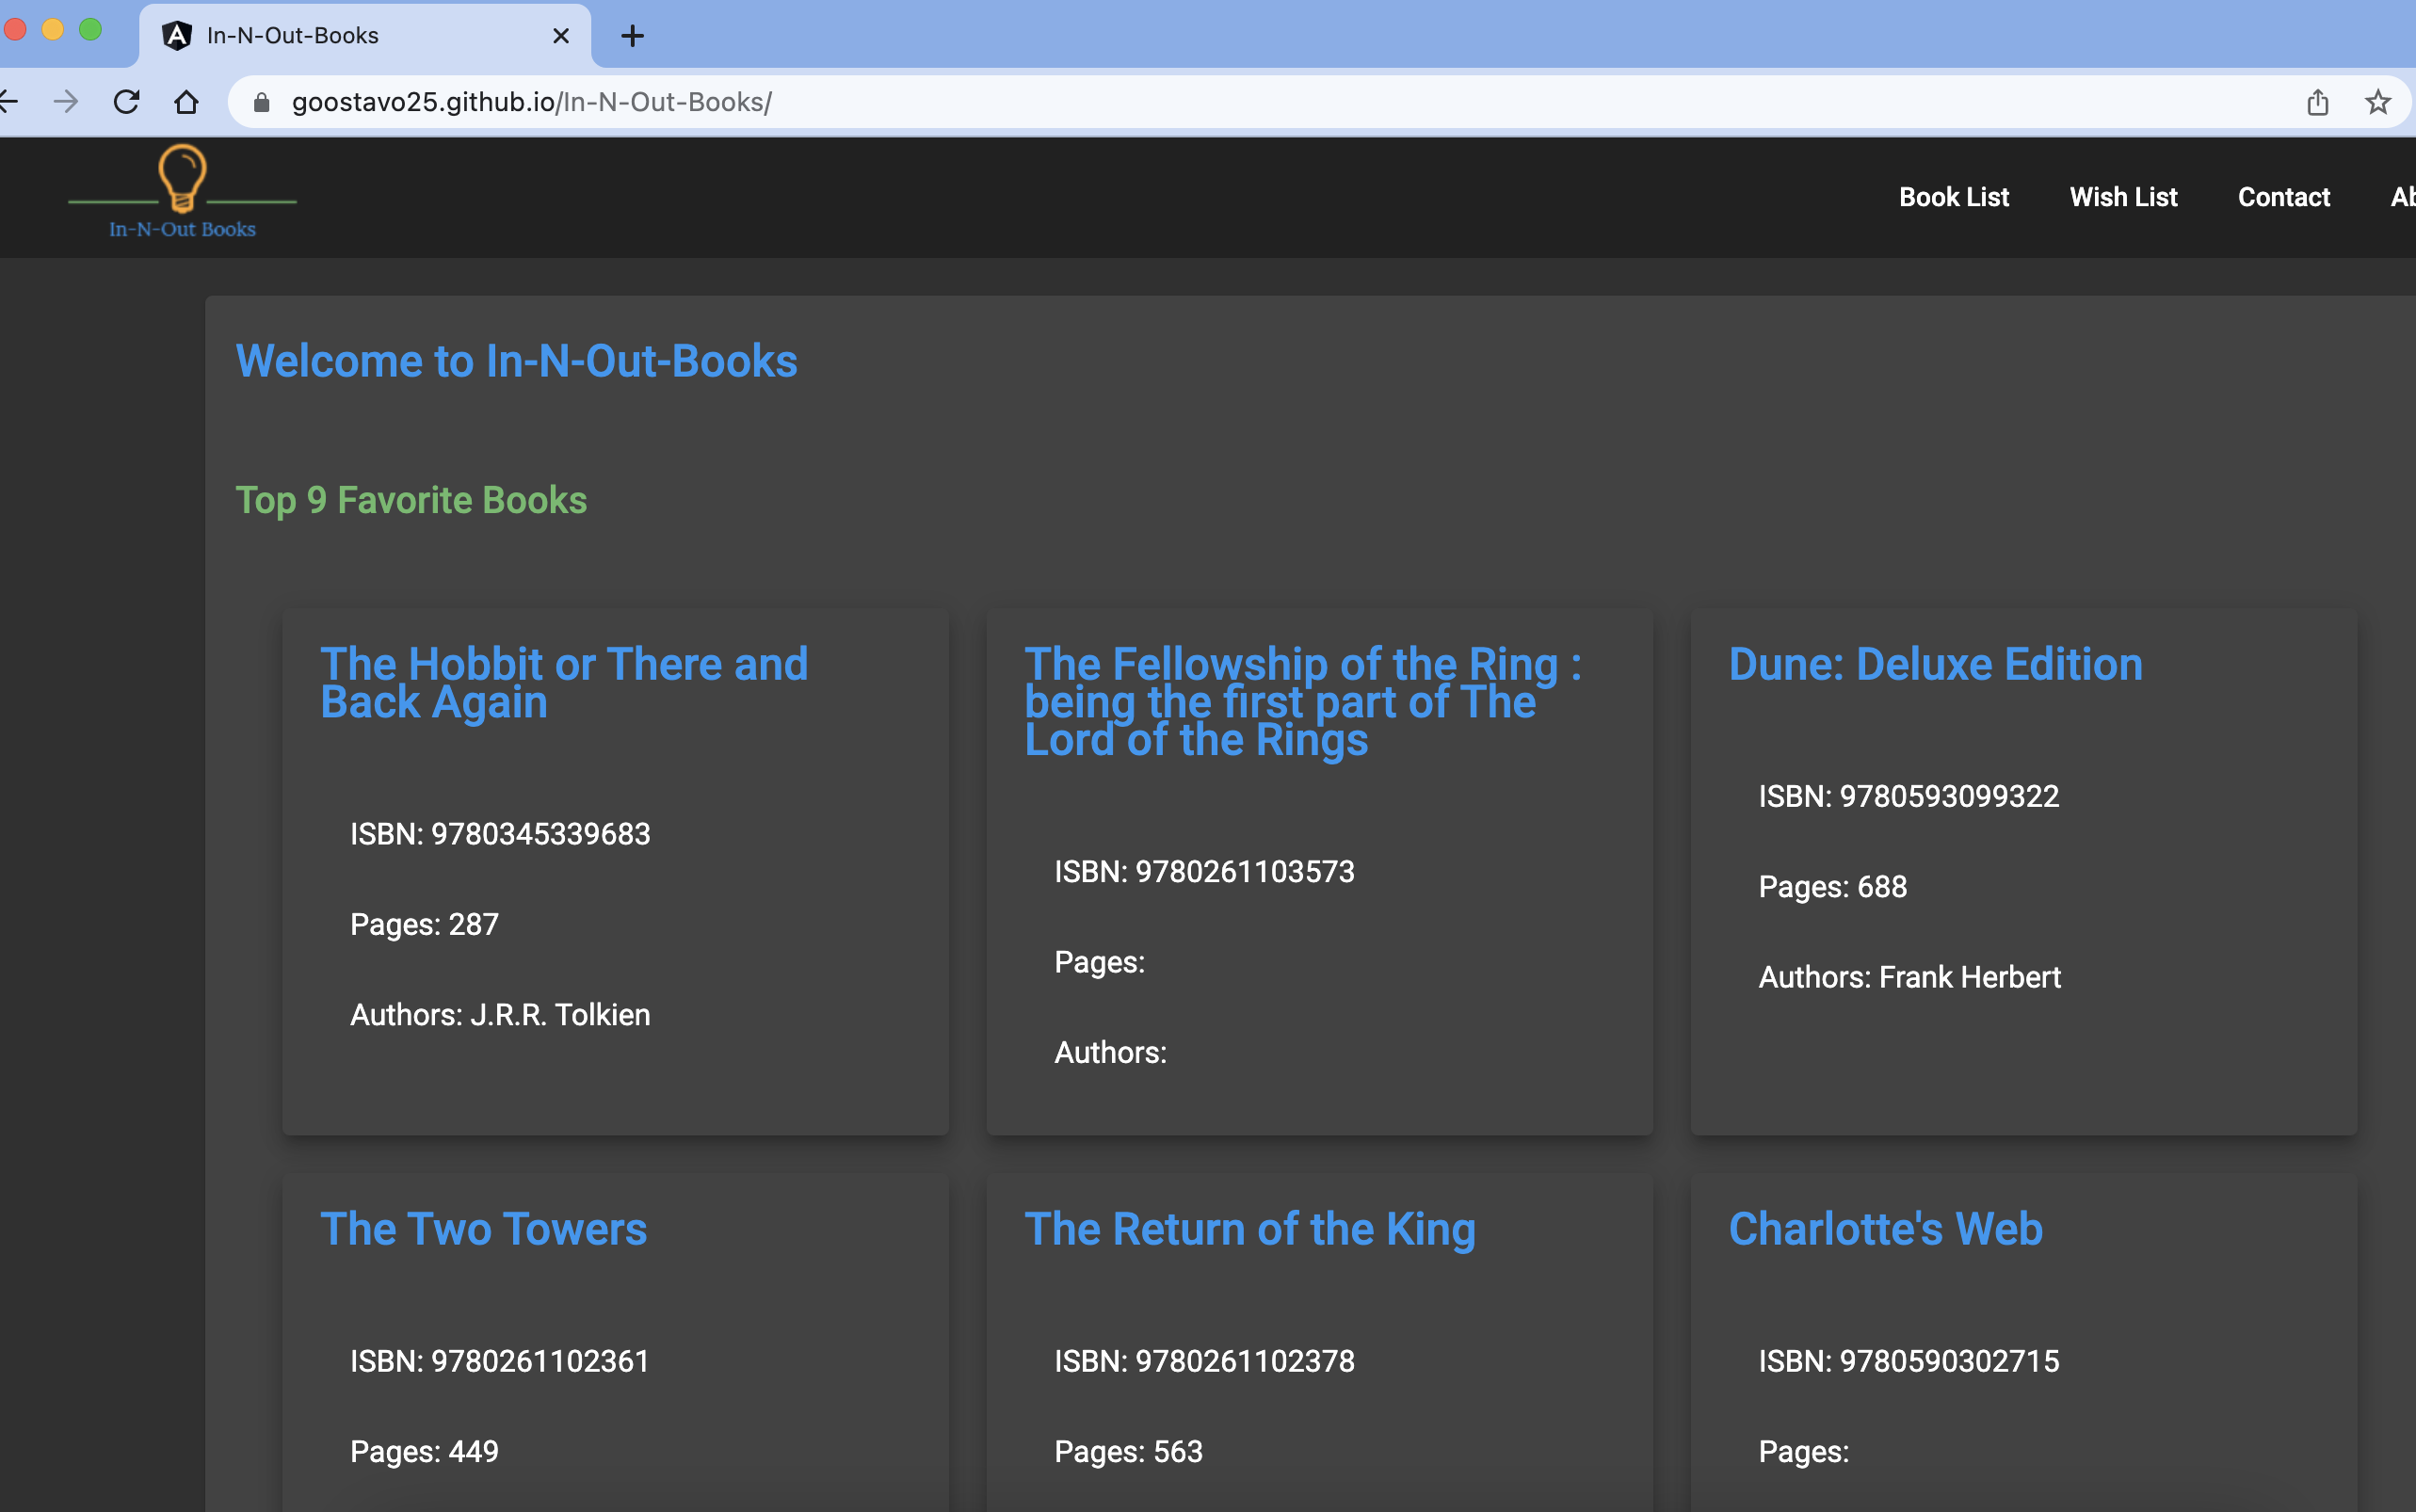 In-N-Out-Books
goostavo25.github.io/In-N-Out-Books/
In-N-Out Books
Book List
Wish List
Contact
Ab
Welcome to In-N-Out-Books
Top 9 Favorite Books
The Hobbit or There and
Back Again
ISBN: 9780345339683
Pages: 287
Authors: J.R.R. Tolkien
The Fellowship of the Ring :
being the first part of The
Lord of the Rings
ISBN: 9780261103573
Pages:
Authors:
Dune: Deluxe Edition
ISBN: 9780593099322
Pages: 688
Authors: Frank Herbert
The Two Towers
ISBN: 9780261102361
Pages: 449
The Return of the King
ISBN: 9780261102378
Pages: 563
Charlotte's Web
ISBN: 9780590302715
Pages: